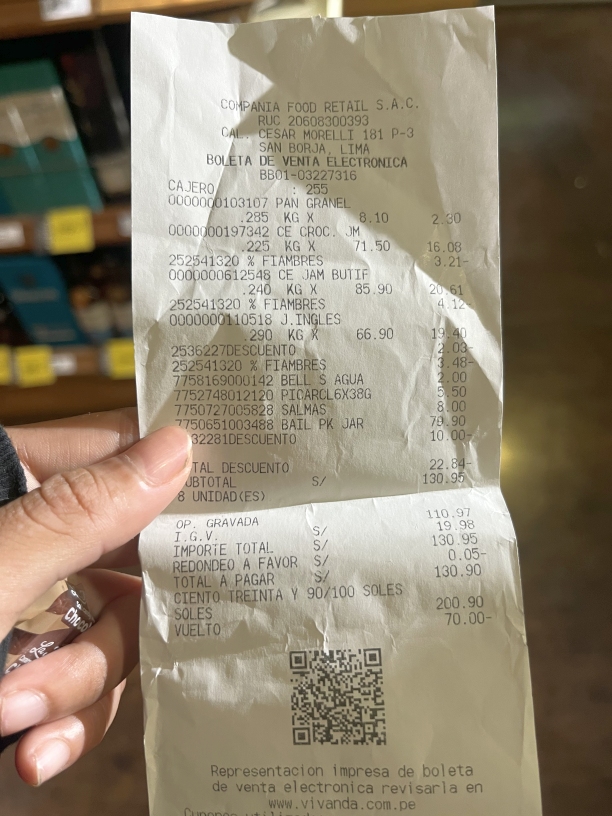 COMPANIA FOOD RETAIL S.A.C.
RUC 20608300393
CAL. CESAR MORELLI 181 P-3
SAN BORJA, LIMA
BOLETA DE VENTA ELECTRONICA
BB01-03227316
CAJERO : 255
0000000103107 PAN GRANEL
.285 KG X 8.10 2.30
0000000197342 CE CROC. JM
.225 KG X 71.50 16.08
252541320 % FIAMBRES 3.21-
0000000612548 CE JAM BUTIF
.240 KG X 85.90 20.61
252541320 % FIAMBRES 4.12-
0000000110518 J.INGLES
.290 KG X 66.90 19.40
2536227DESCUENTO 2.03-
252541320 % FIAMBRES 3.48-
7758169000142 BELL S AGUA 2.00
7752748012120 PICARCL6X38G 5.50
7750727005828 SALMAS 8.00
7750651003488 BAIL PK JAR 79.90
32281DESCUENTO 10.00-
TAL DESCUENTO 22.84-
UBTOTAL S/ 130.95
8 UNIDAD(ES)
OP. GRAVADA 110.97
I.G.V. S/ 19.98
IMPORTE TOTAL S/ 130.95
REDONDEO A FAVOR S/ 0.05-
TOTAL A PAGAR S/ 130.90
CIENTO TREINTA Y 90/100 SOLES
SOLES 200.90
VUELTO 70.00-
Representacion impresa de boleta
de venta electronica revisarla en
www.vivanda.com.pe